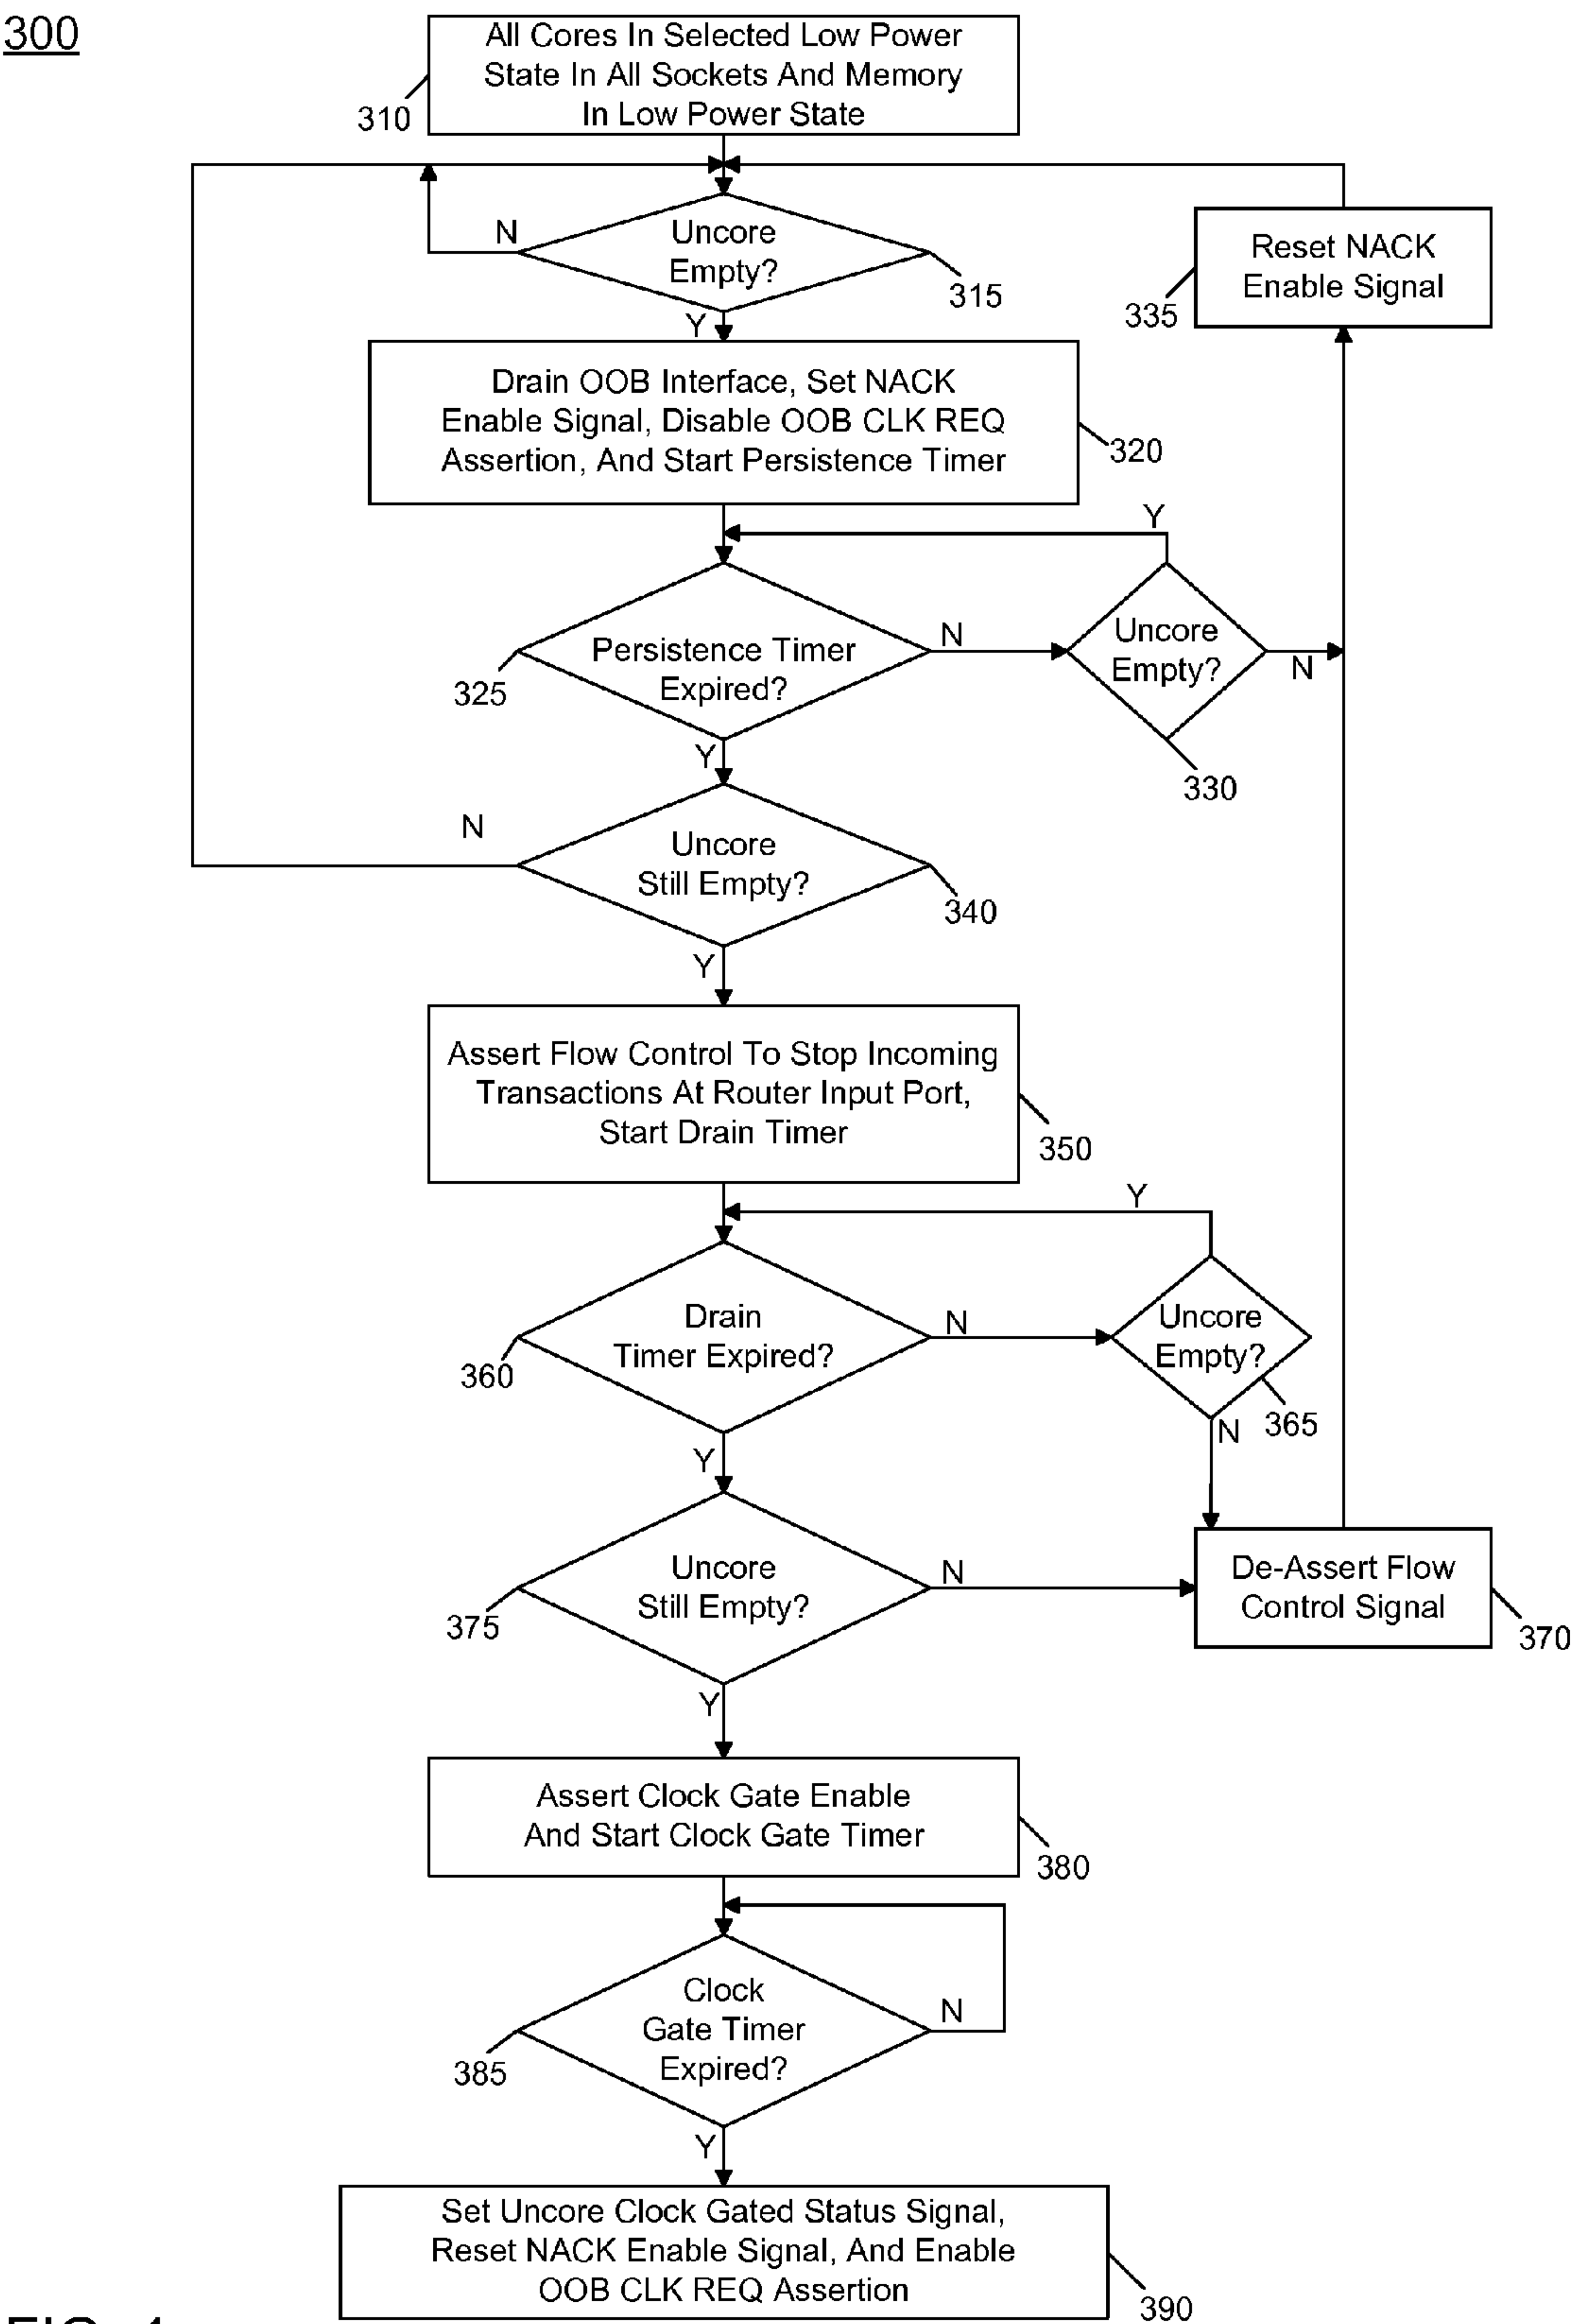 300
All Cores In Selected Low Power
State In All Sockets And Memory
In Low Power State
310
N
Uncore
Empty?
315
Reset NACK
Enable Signal
335
Y
Drain OOB Interface, Set NACK
Enable Signal, Disable OOB CLK REQ
Assertion, And Start Persistence Timer
320
Y
Persistence Timer
Expired?
325
N
Uncore
Empty?
N
330
Y
N
Uncore
Still Empty?
340
Y
Assert Flow Control To Stop Incoming
Transactions At Router Input Port,
Start Drain Timer
350
Y
Drain
Timer Expired?
360
N
Uncore
Empty?
365
N
Y
Uncore
Still Empty?
375
N
De-Assert Flow
Control Signal
370
Y
Assert Clock Gate Enable
And Start Clock Gate Timer
380
Clock
Gate Timer
Expired?
N
385
Y
Set Uncore Clock Gated Status Signal,
Reset NACK Enable Signal, And Enable
OOB CLK REQ Assertion
390